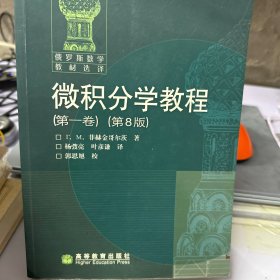 俄罗斯数学
教材选译
微积分学教程
(第一卷) (第8版)
Г. М. 菲赫金哥尔茨 著
杨弢亮 叶彦谦 译
郭思旭 校
高等教育出版社
Higher Education Press